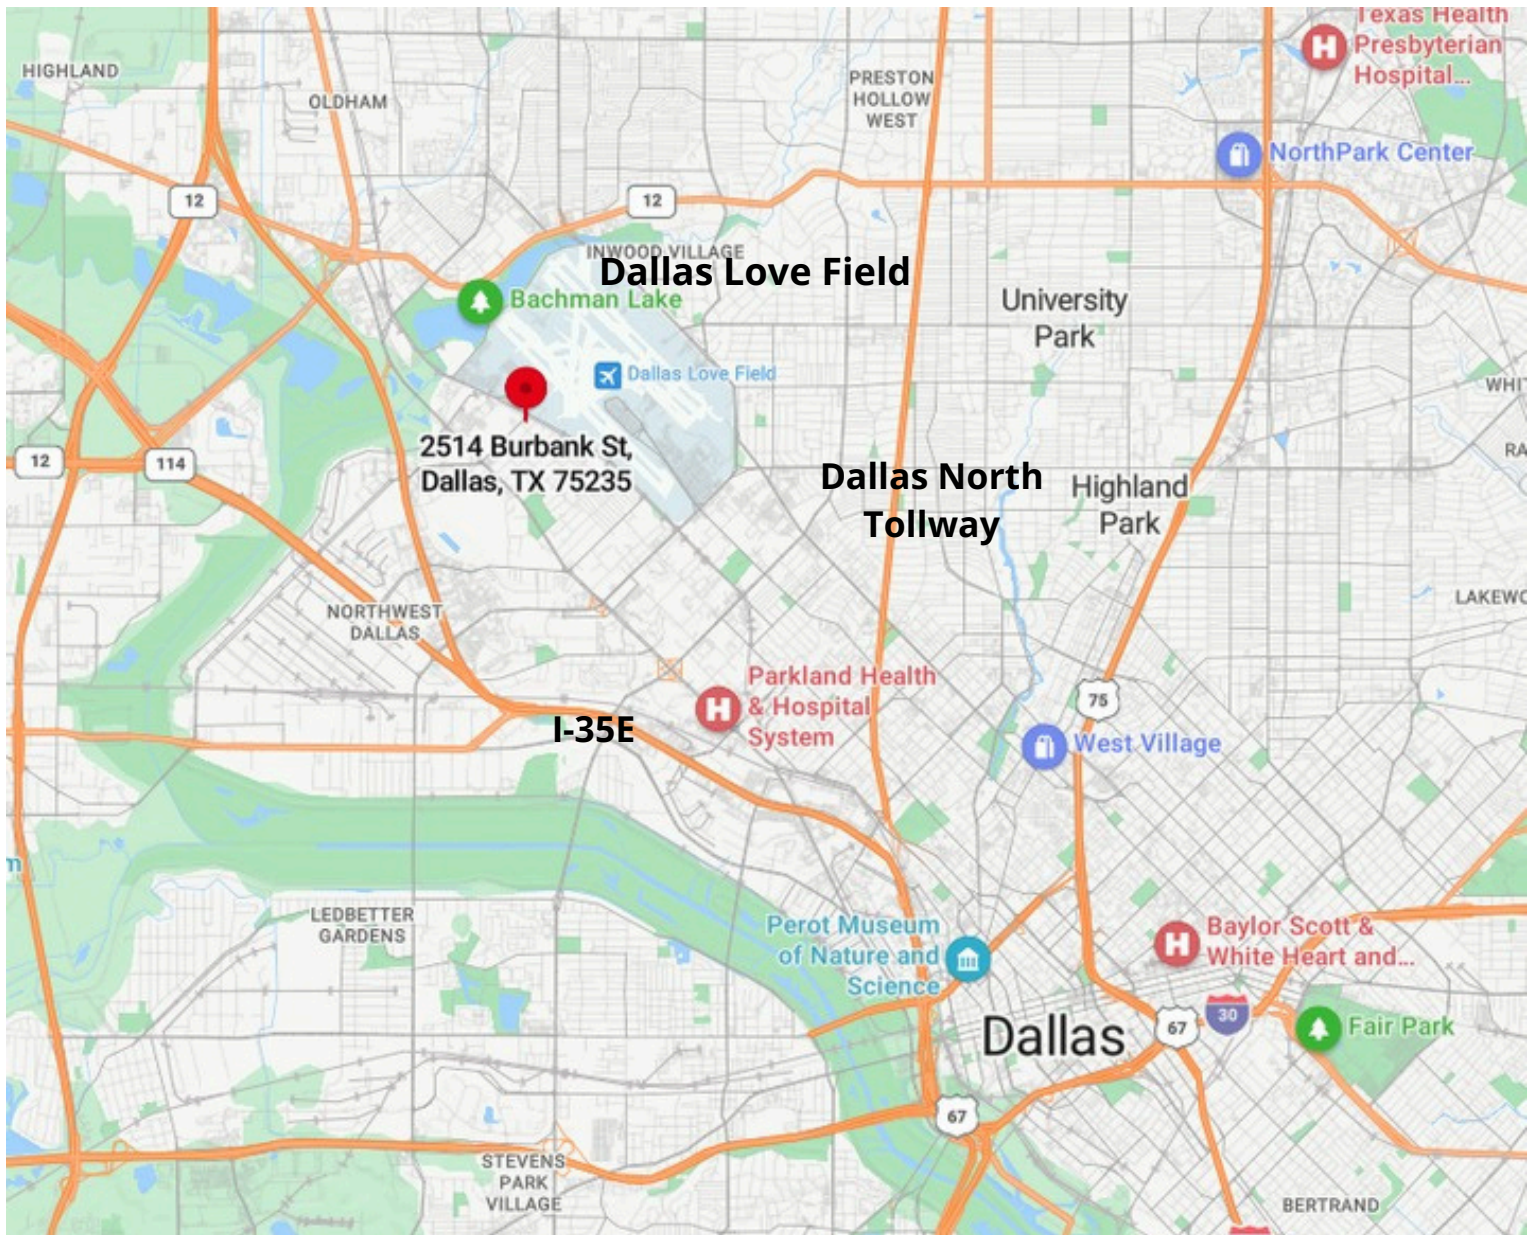 Texas Health
Presbyterian
Hospital...
HIGHLAND
OLDHAM
PRESTON
HOLLOW
WEST
NorthPark Center
12
12
INWOOD VILLAGE
Dallas Love Field
Bachman Lake
University
Park
Dallas Love Field
WHI
2514 Burbank St,
Dallas, TX 75235
RA
12
114
Dallas North
Tollway
Highland
Park
LAKEWO
NORTHWEST
DALLAS
Parkland Health
& Hospital
System
75
I-35E
West Village
m
LEDBETTER
GARDENS
Perot Museum
of Nature and
Science
Baylor Scott &
White Heart and...
30
67
Fair Park
Dallas
67
STEVENS
PARK
VILLAGE
BERTRAND